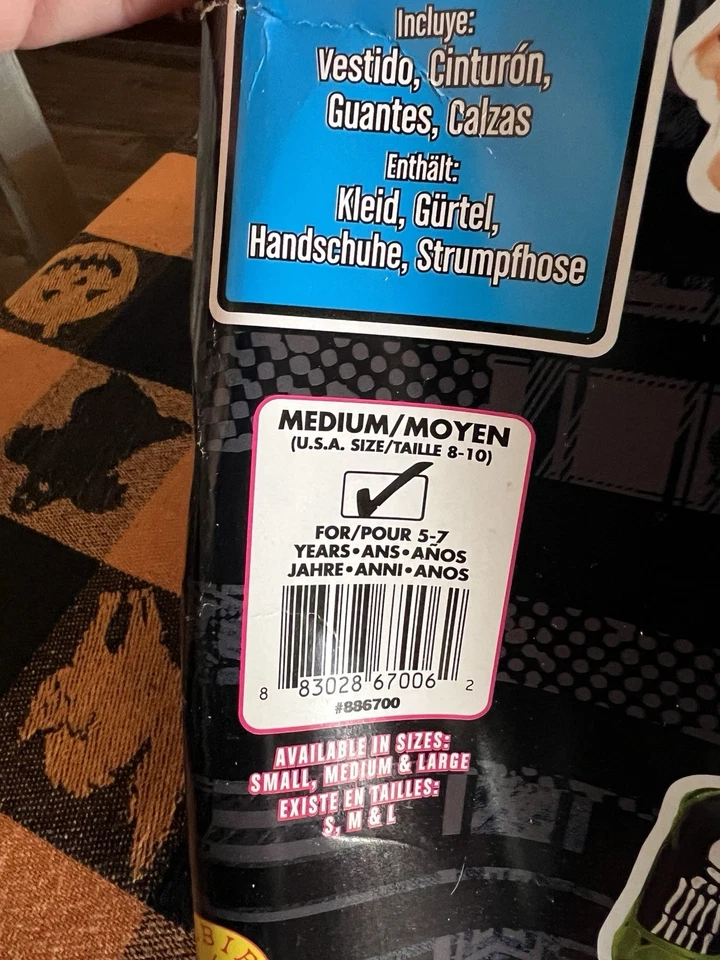 Incluye:
Vestido, Cinturón,
Guantes, Calzas
Enthält:
Kleid, Gürtel,
Handschuhe, Strumpfhose
MEDIUM/MOYEN
(U.S.A. SIZE/TAILLE 8-10)
FOR/POUR 5-7
YEARS•ANS•AÑOS
JAHRE•ANNI•ANOS
8 83028 67006 2
#886700
AVAILABLE IN SIZES:
SMALL, MEDIUM & LARGE
EXISTE EN TAILLES:
S, M & L